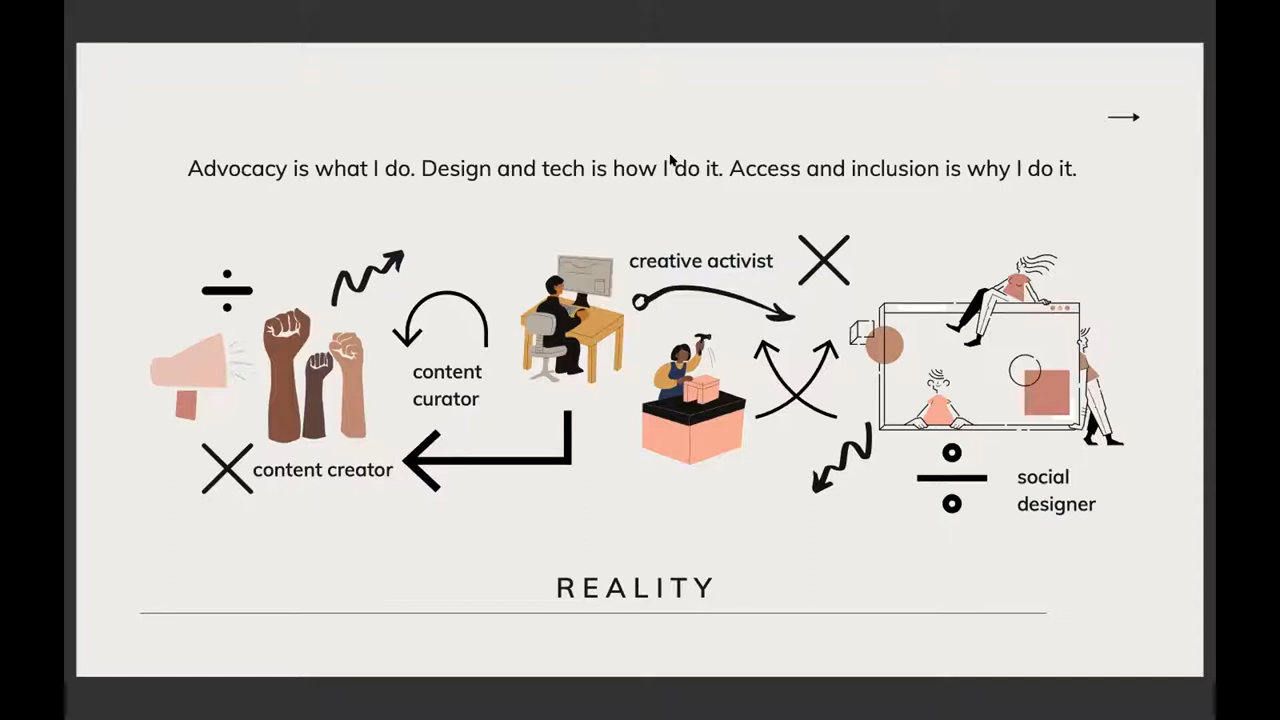 Advocacy is what I do. Design and tech is how I do it. Access and inclusion is why I do it.
creative activist
content
curator
content creator
social
designer
REALITY